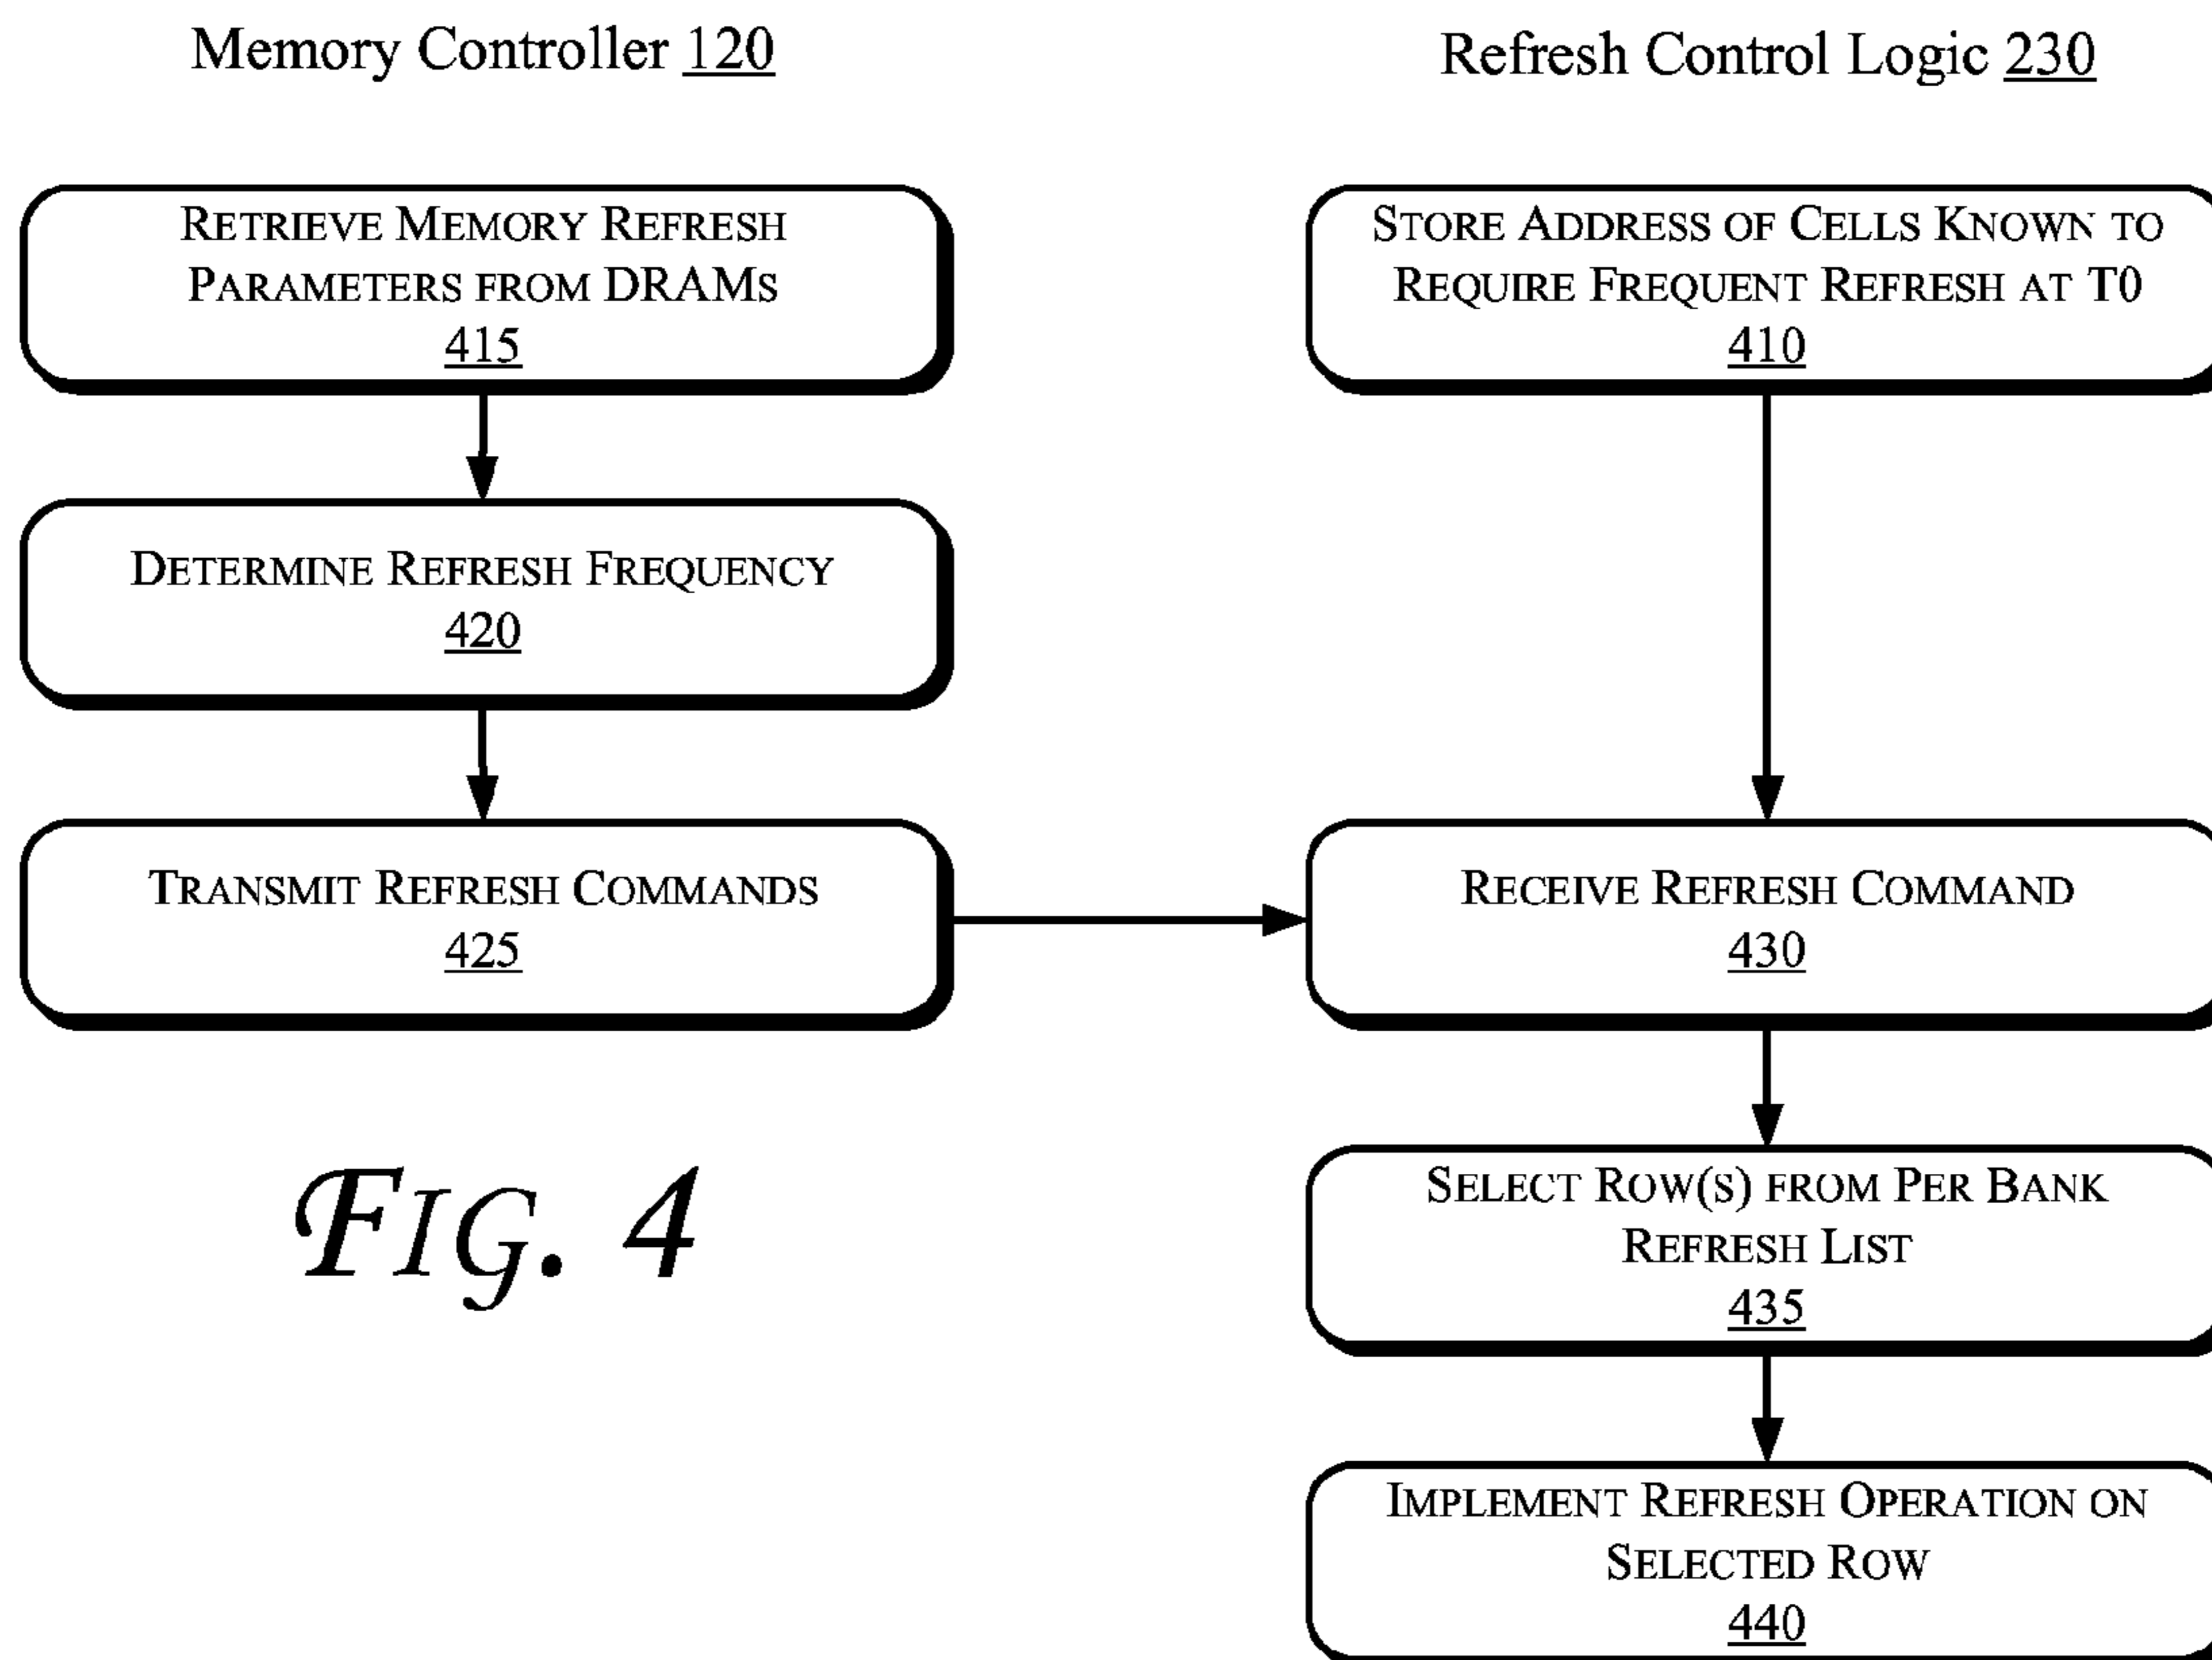 Memory Controller 120
Refresh Control Logic 230
RETRIEVE MEMORY REFRESH
PARAMETERS FROM DRAMS
415
STORE ADDRESS OF CELLS KNOWN TO
REQUIRE FREQUENT REFRESH AT T0
410
DETERMINE REFRESH FREQUENCY
420
TRANSMIT REFRESH COMMANDS
425
RECEIVE REFRESH COMMAND
430
SELECT ROW(S) FROM PER BANK
REFRESH LIST
435
IMPLEMENT REFRESH OPERATION ON
SELECTED ROW
440
FIG. 4